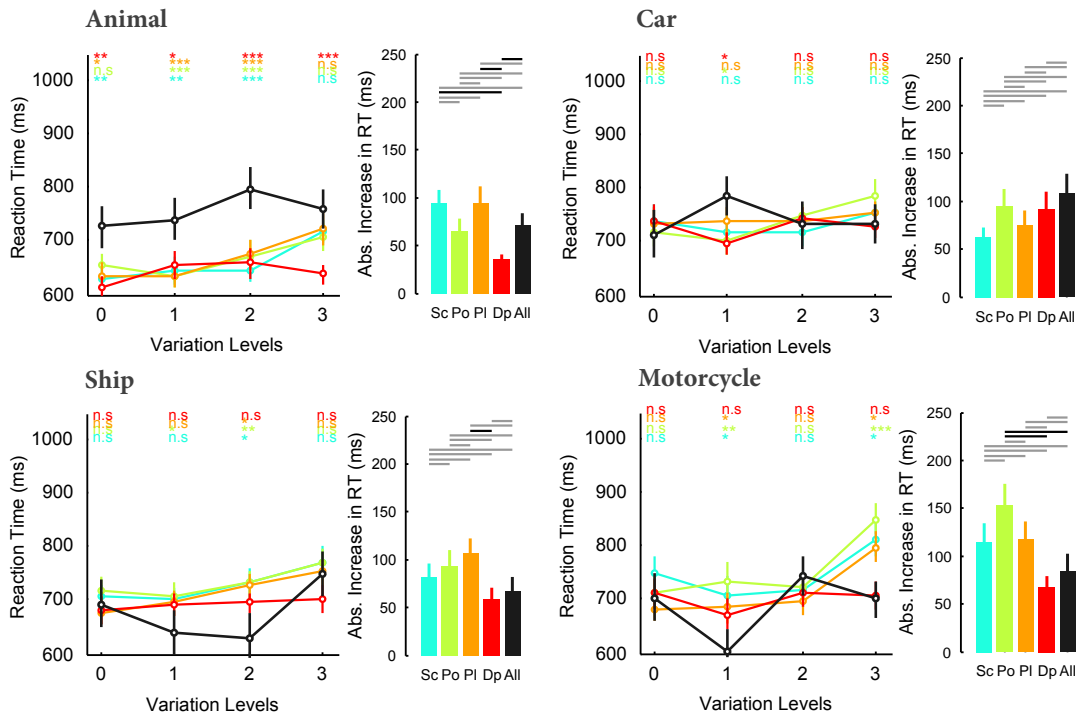 Animal
** * *** ***
* *** *** n.s
n.s *** *** n.s
** ** *** n.s
Reaction Time (ms)
1000
900
800
700
600
0 1 2 3
Variation Levels
Abs. Increase in RT (ms)
250
200
150
100
50
0
Sc Po Pl Dp All
Car
n.s * n.s n.s
n.s n.s n.s n.s
n.s n.s n.s
n.s n.s n.s n.s
Reaction Time (ms)
1000
900
800
700
600
0 1 2 3
Variation Levels
Abs. Increase in RT (ms)
250
200
150
100
50
0
Sc Po Pl Dp All
Ship
n.s n.s n.s n.s
n.s n.s * n.s
n.s * ** n.s
n.s n.s * n.s
Reaction Time (ms)
1000
900
800
700
600
0 1 2 3
Variation Levels
Abs. Increase in RT (ms)
250
200
150
100
50
0
Sc Po Pl Dp All
Motorcycle
n.s n.s n.s n.s
n.s * n.s *
n.s ** n.s ***
n.s * n.s *
Reaction Time (ms)
1000
900
800
700
600
0 1 2 3
Variation Levels
Abs. Increase in RT (ms)
250
200
150
100
50
0
Sc Po Pl Dp All